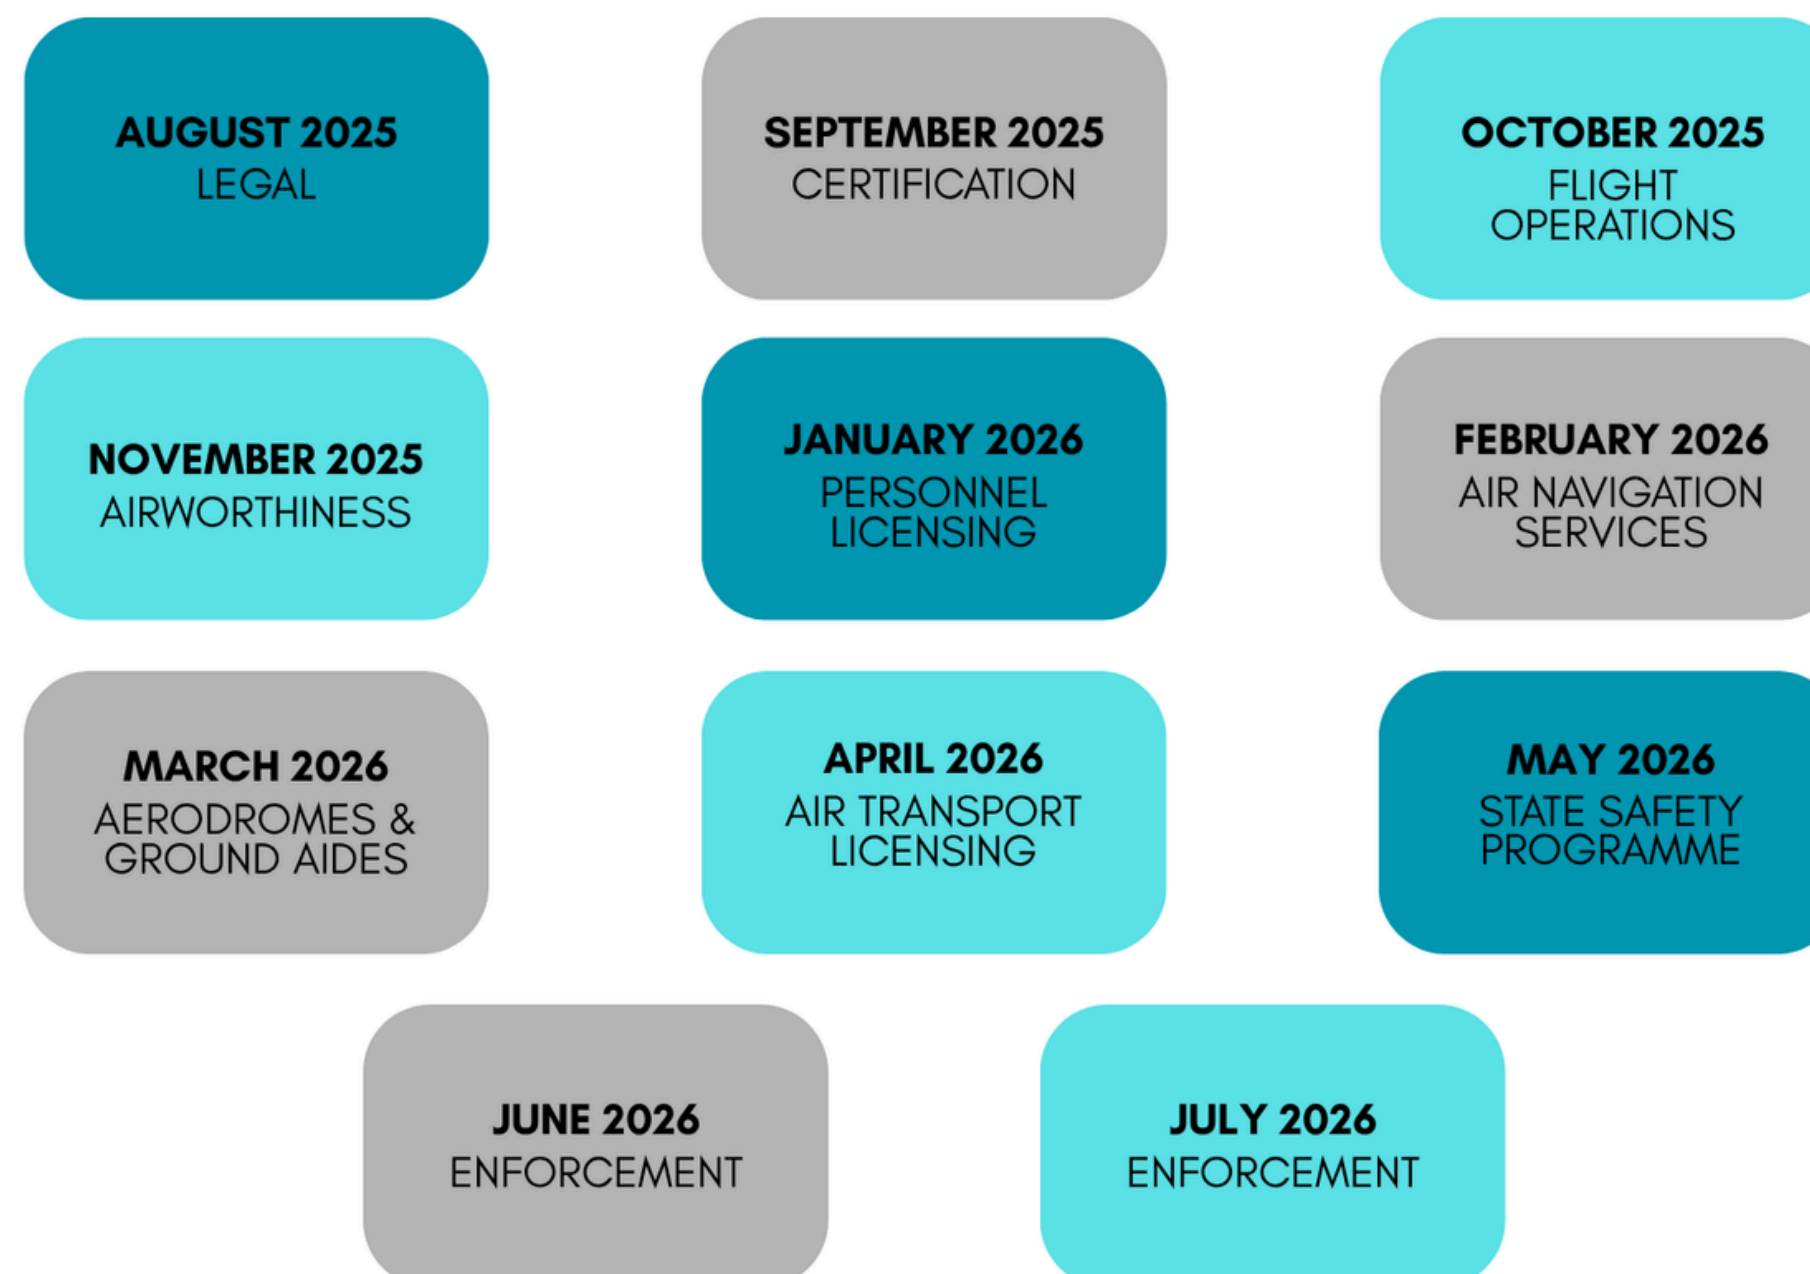 AUGUST 2025
LEGAL
SEPTEMBER 2025
CERTIFICATION
OCTOBER 2025
FLIGHT
OPERATIONS
NOVEMBER 2025
AIRWORTHINESS
JANUARY 2026
PERSONNEL
LICENSING
FEBRUARY 2026
AIR NAVIGATION
SERVICES
MARCH 2026
AERODROMES &
GROUND AIDES
APRIL 2026
AIR TRANSPORT
LICENSING
MAY 2026
STATE SAFETY
PROGRAMME
JUNE 2026
ENFORCEMENT
JULY 2026
ENFORCEMENT